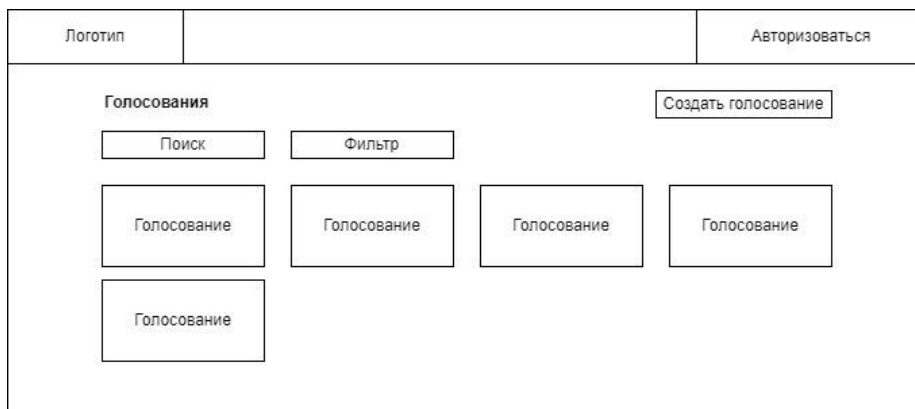 Логотип
Авторизоваться
Голосования
Создать голосование
Поиск
Фильтр
Голосование
Голосование
Голосование
Голосование
Голосование